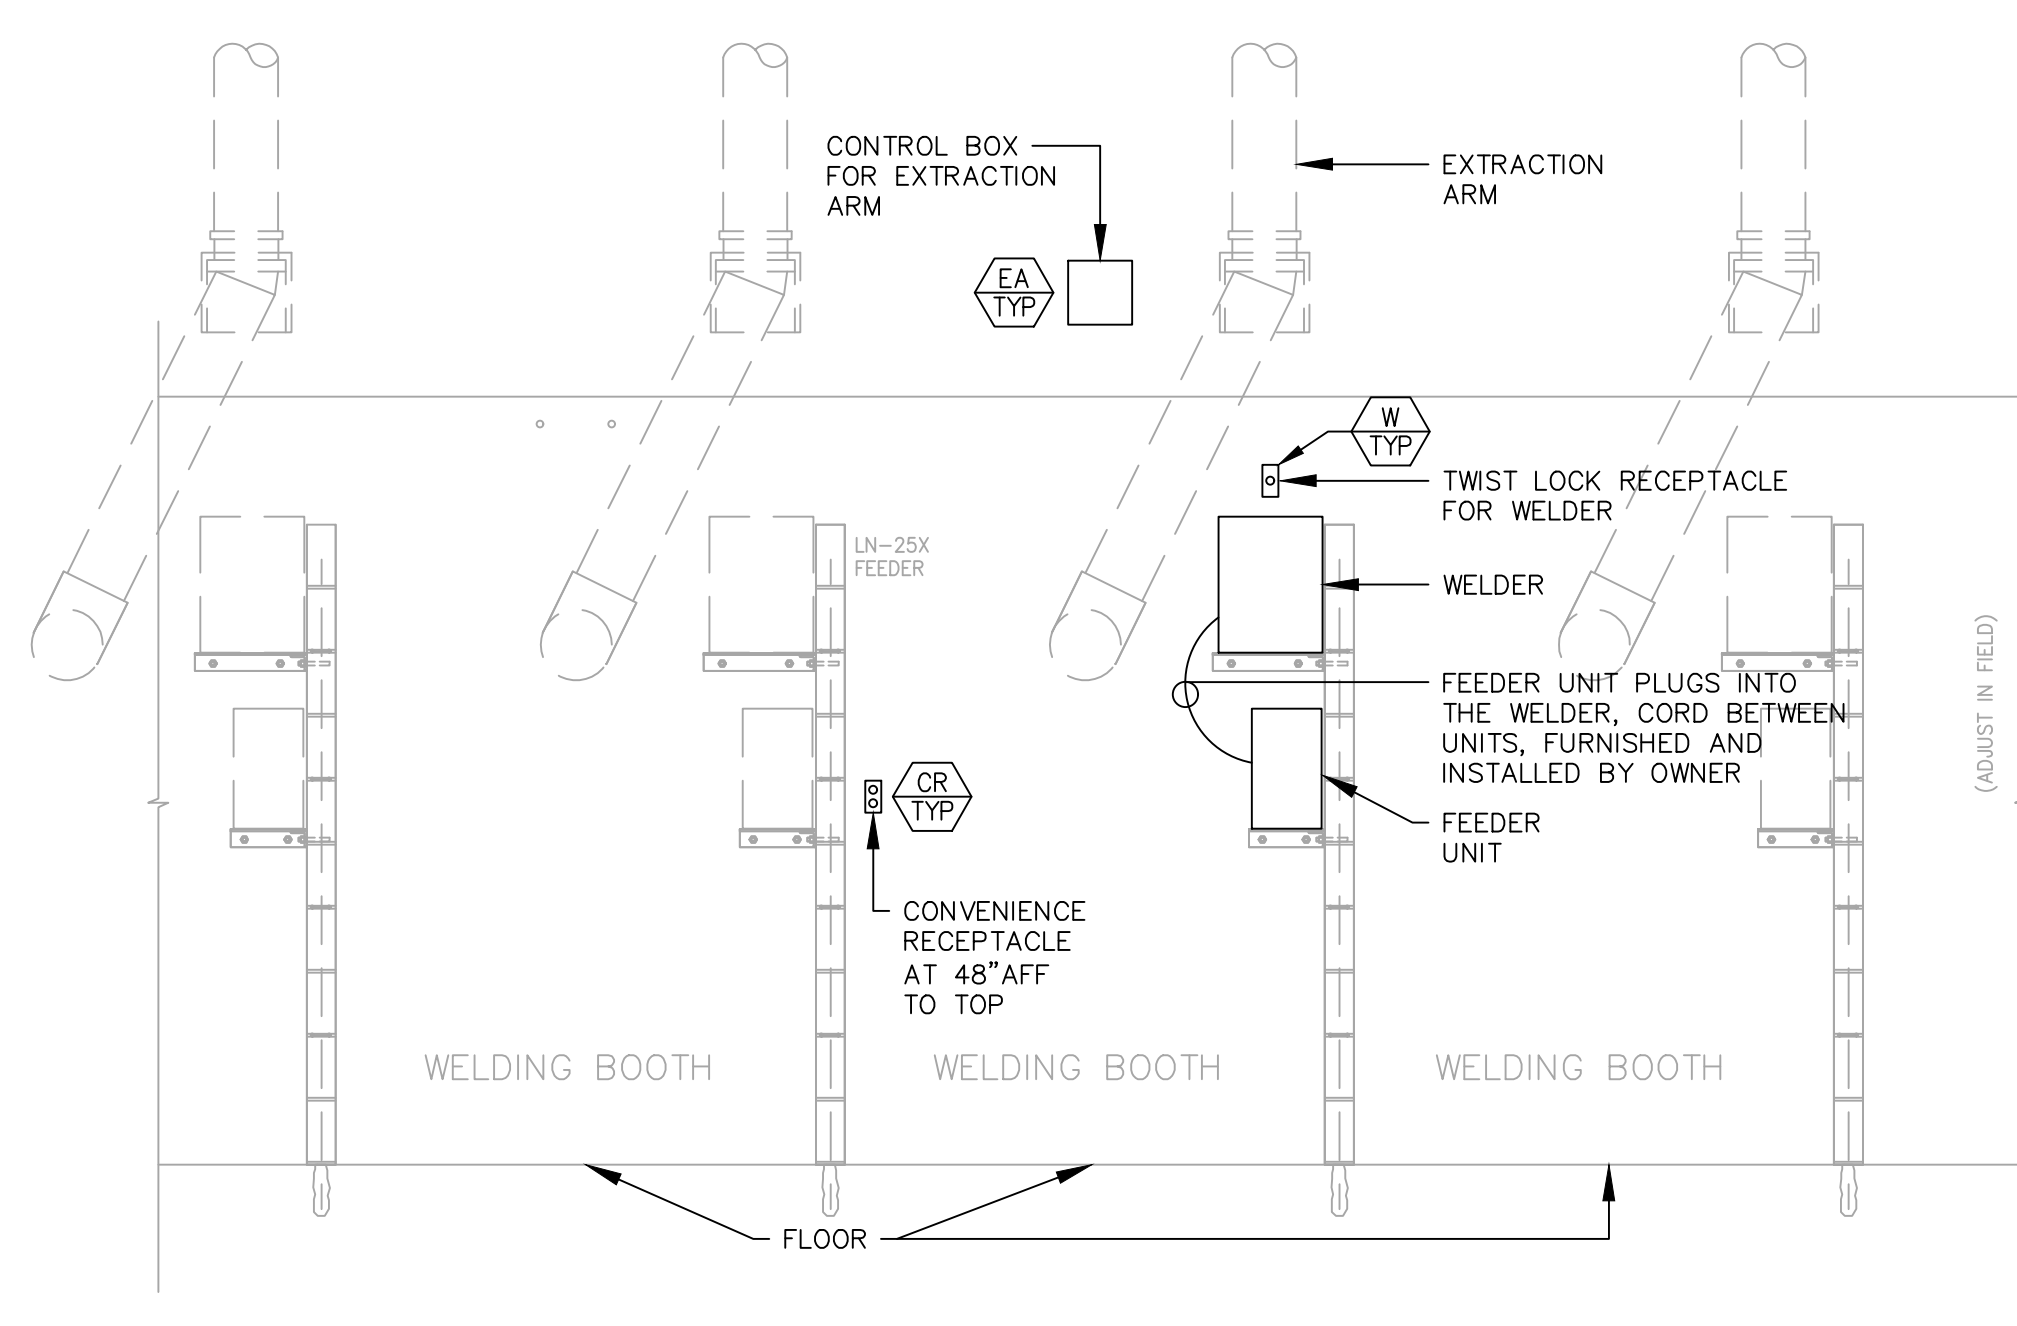 CONTROL BOX
FOR EXTRACTION
ARM
EXTRACTION
ARM
EA
TYP
W
TYP
TWIST LOCK RECEPTACLE
FOR WELDER
LN-25X
FEEDER
WELDER
(ADJUST IN FIELD)
FEEDER UNIT PLUGS INTO
THE WELDER, CORD BETWEEN
UNITS, FURNISHED AND
INSTALLED BY OWNER
CR
TYP
FEEDER
UNIT
CONVENIENCE
RECEPTACLE
AT 48”AFF
TO TOP
WELDING BOOTH
WELDING BOOTH
WELDING BOOTH
FLOOR